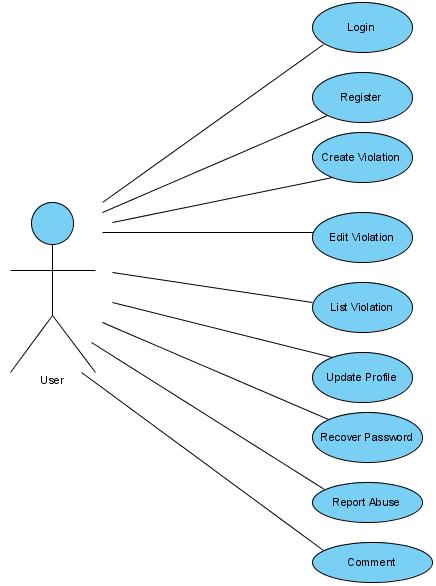 Login
Register
Create Violation
Edit Violation
List Violation
Update Profile
User
Recover Password
Report Abuse
Comment